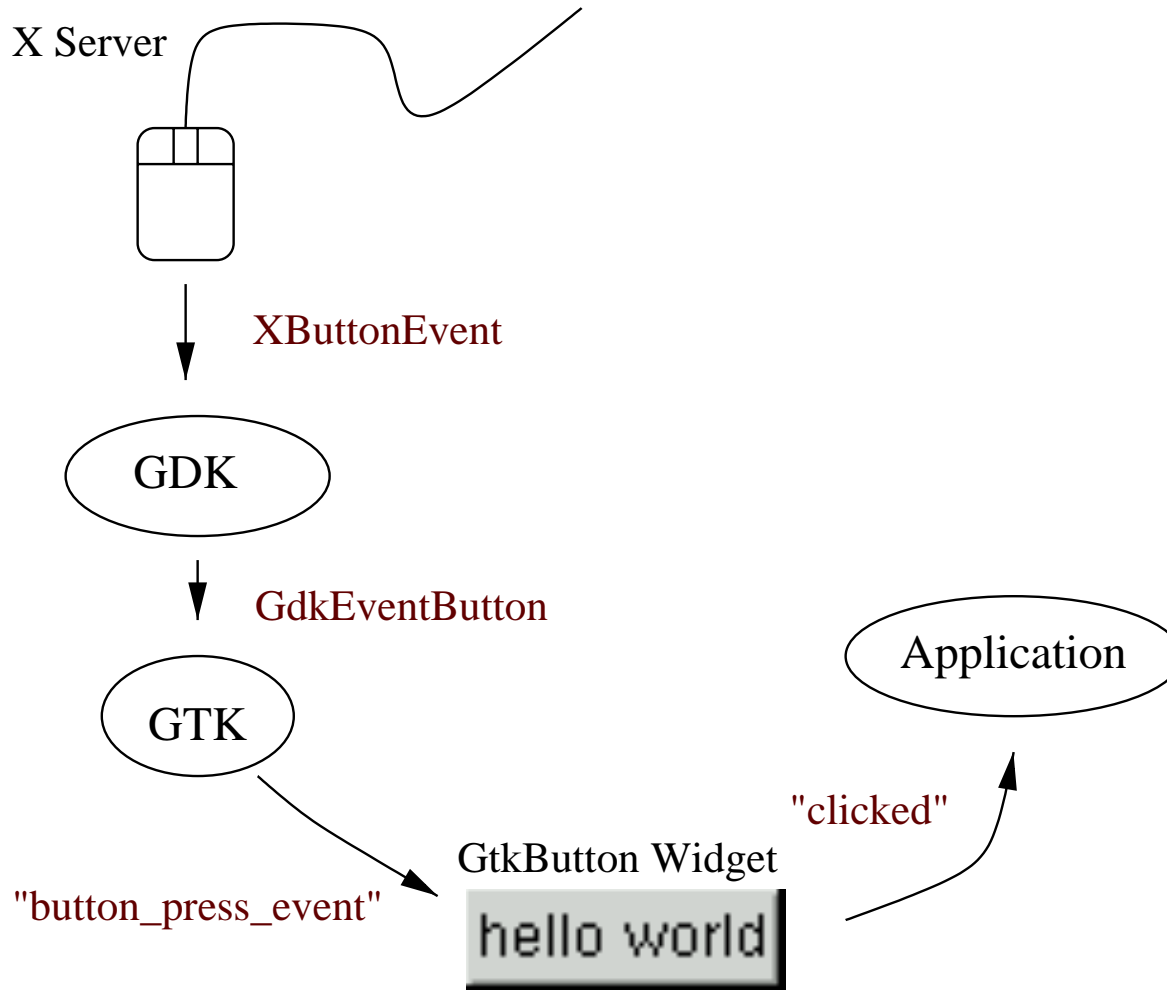 X Server
XButtonEvent
GDK
GdkEventButton
GTK
Application
"clicked"
GtkButton Widget
"button_press_event"
hello world